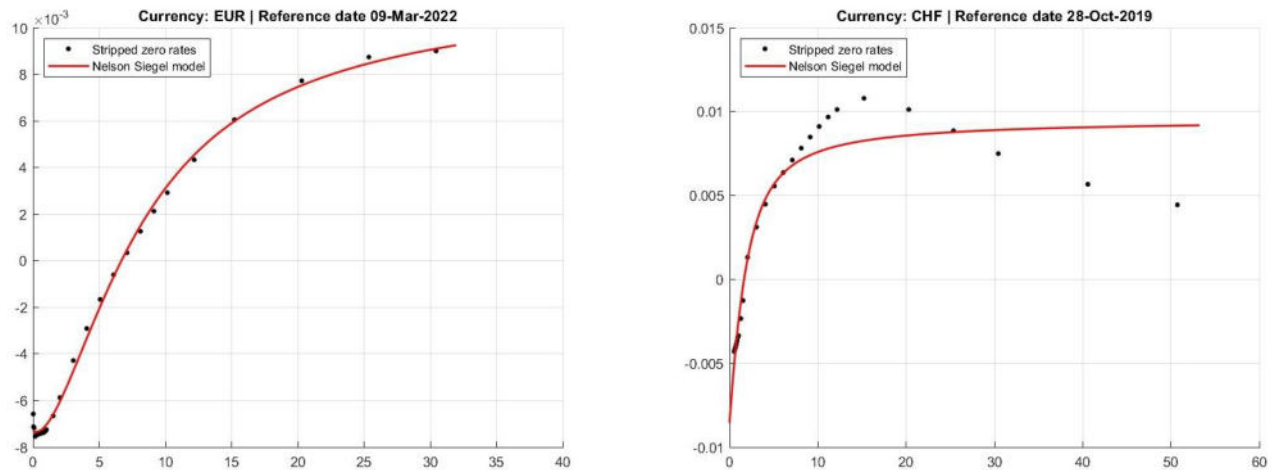 Currency: EUR | Reference date 09-Mar-2022
×10⁻³
10
8
6
4
2
0
-2
-4
-6
-8
0 5 10 15 20 25 30 35 40
Stripped zero rates
Nelson Siegel model
Currency: CHF | Reference date 28-Oct-2019
0.015
0.01
0.005
0
-0.005
-0.01
0 10 20 30 40 50 60
Stripped zero rates
Nelson Siegel model